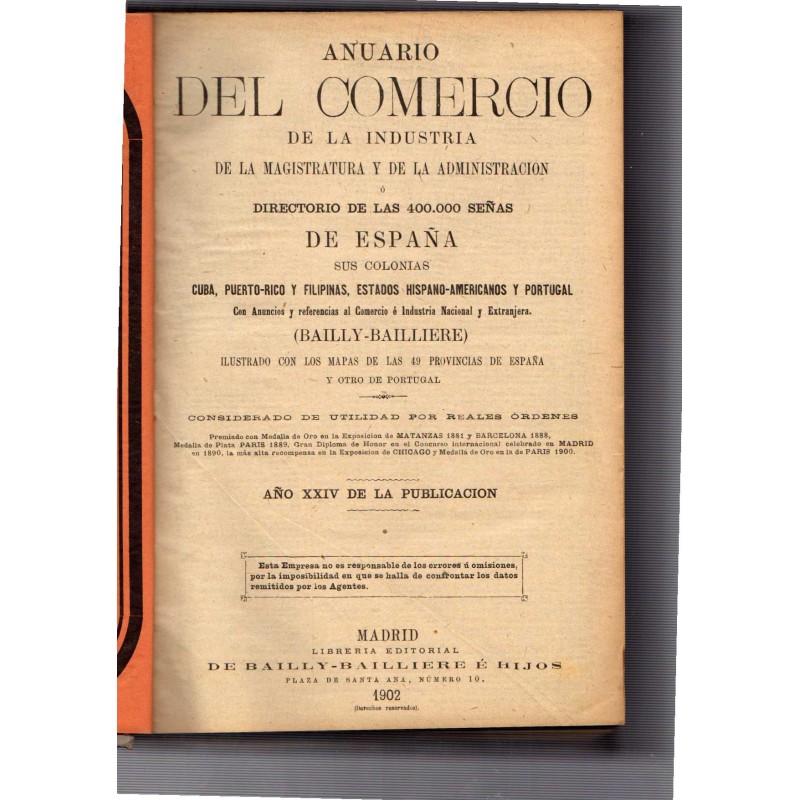 ANUARIO
DEL COMERCIO
DE LA INDUSTRIA
DE LA MAGISTRATURA Y DE LA ADMINISTRACION
ó
DIRECTORIO DE LAS 400.000 SEÑAS
DE ESPAÑA
SUS COLONIAS
CUBA, PUERTO-RICO Y FILIPINAS, ESTADOS HISPANO-AMERICANOS Y PORTUGAL
Con Anuncios y referencias al Comercio é Industria Nacional y Extranjera.
(BAILLY-BAILLIERE)
ILUSTRADO CON LOS MAPAS DE LAS 49 PROVINCIAS DE ESPAÑA
Y OTRO DE PORTUGAL
CONSIDERADO DE UTILIDAD POR REALES ÓRDENES
Premiado con Medalla de Oro en la Exposicion de MATANZAS 1881 y BARCELONA 1888,
Medalla de Plata PARIS 1889, Gran Diploma de Honor en el Concurso internacional celebrado en MADRID
en 1890, la más alta recompensa en la Exposicion de CHICAGO y Medalla de Oro en la de PARIS 1900.
AÑO XXIV DE LA PUBLICACION
Esta Empresa no es responsable de los errores ú omisiones,
por la imposibilidad en que se halla de confrontar los datos
remitidos por los Agentes.
MADRID
LIBRERIA EDITORIAL
DE BAILLY-BAILLIERE É HIJOS
PLAZA DE SANTA ANA, NÚMERO 10.
1902
(Derechos reservados).